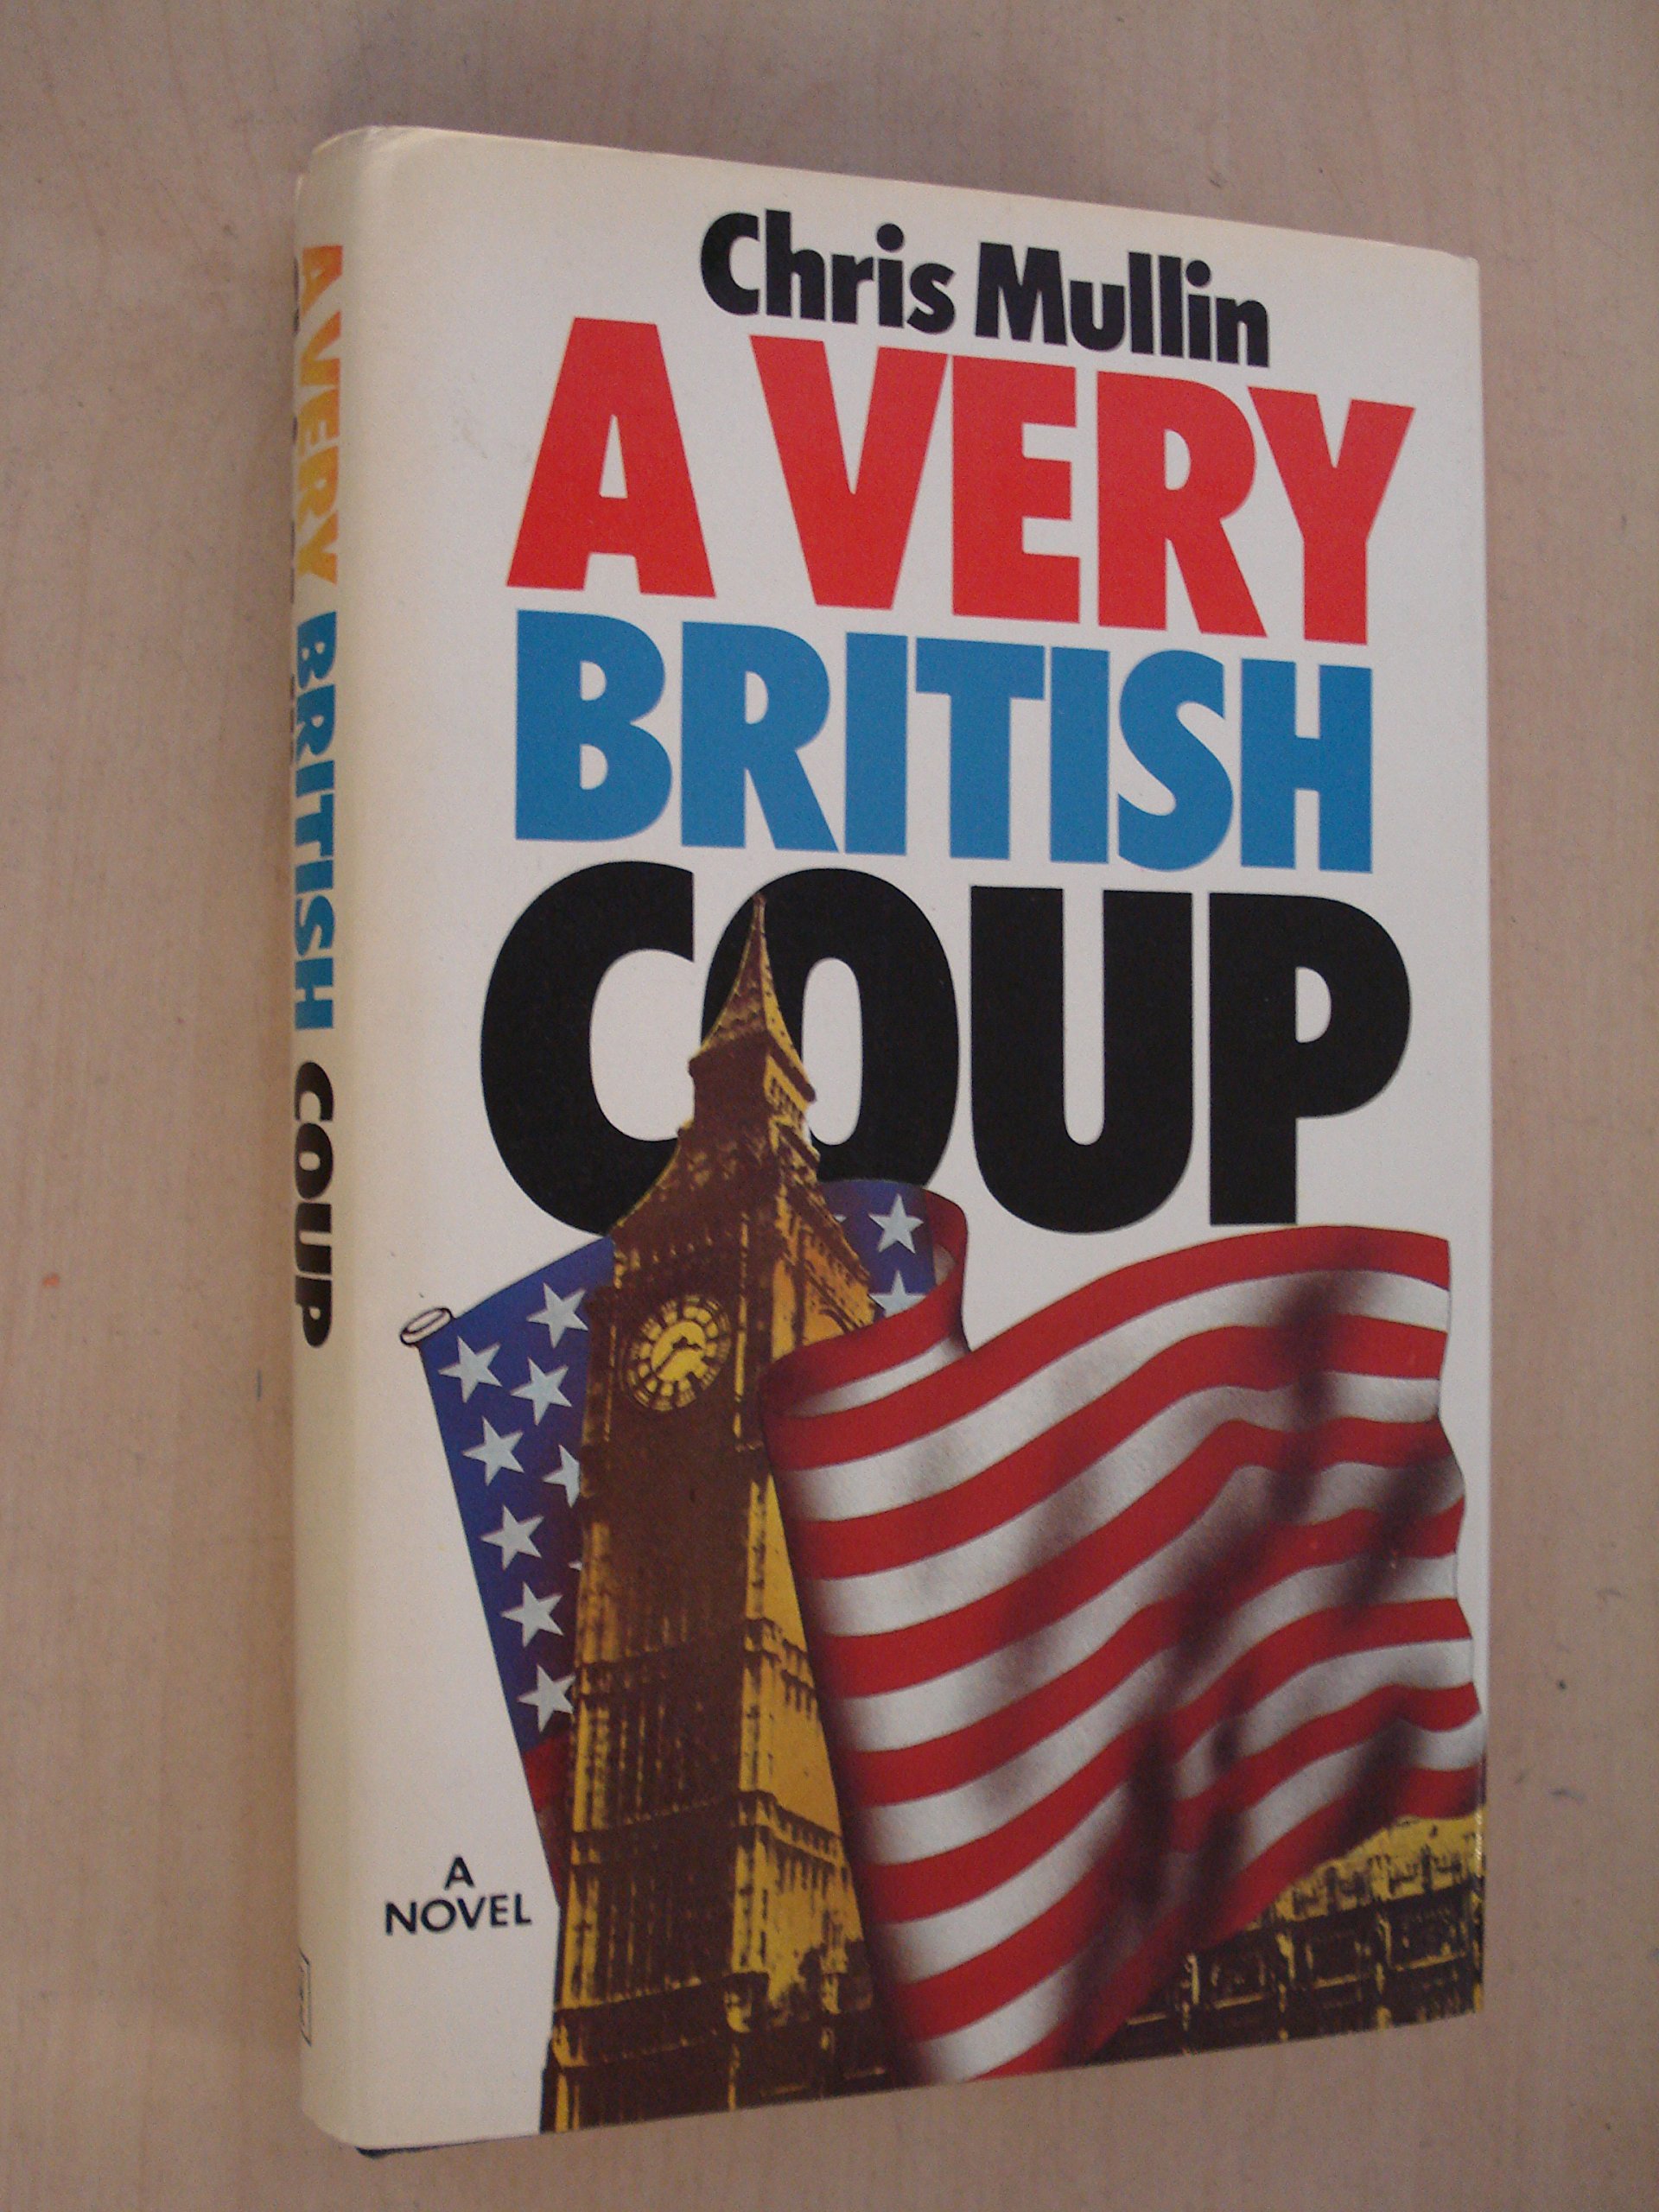 Chris Mullin
A VERY
BRITISH
COUP
A
NOVEL
A VERY BRITISH COUP